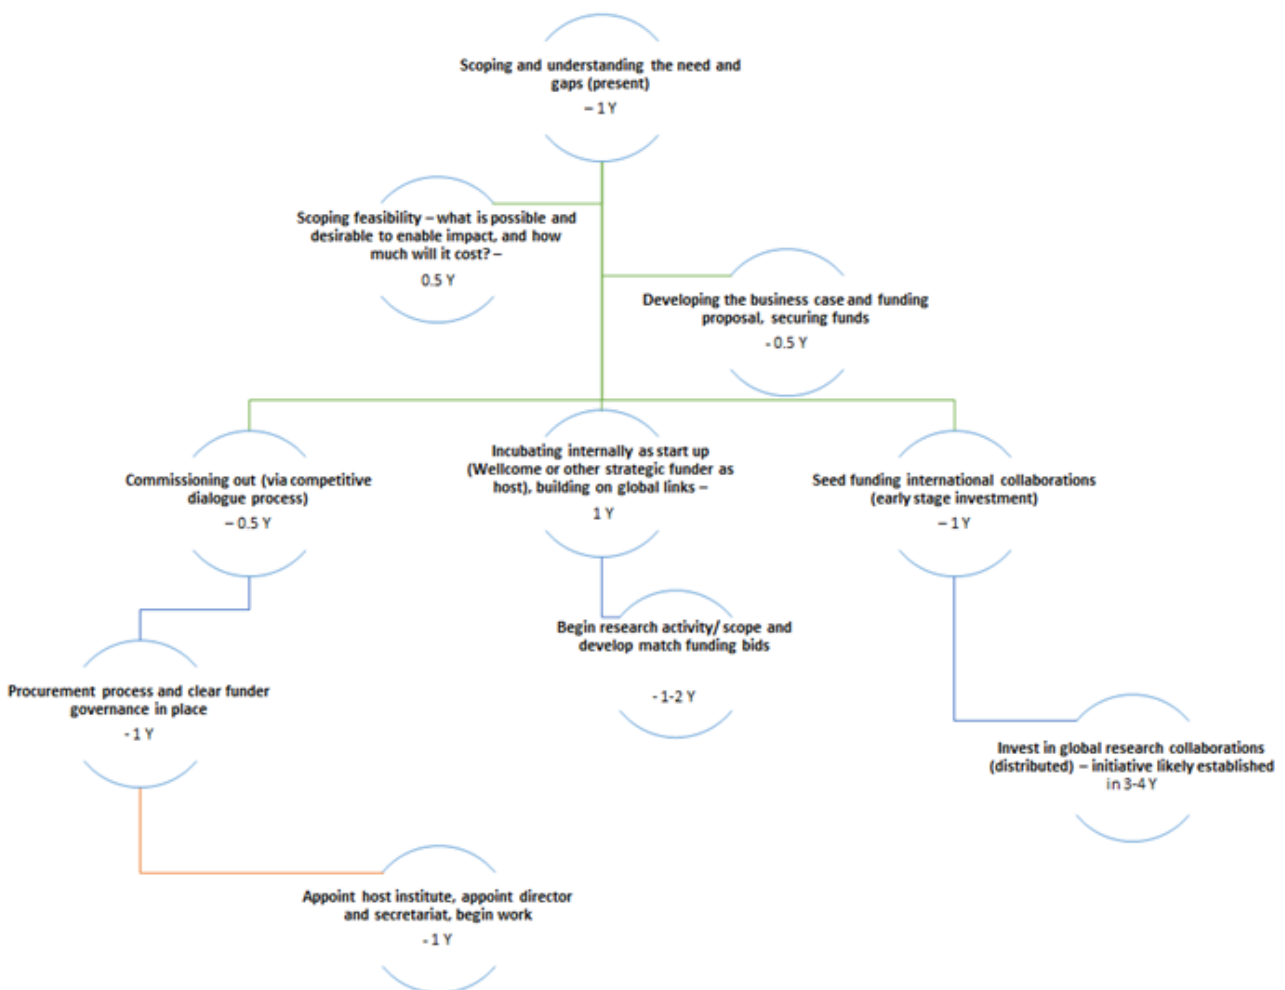 Scoping and understanding the need and
gaps (present)
– 1 Y
Scoping feasibility – what is possible and
desirable to enable impact, and how
much will it cost? –
0.5 Y
Developing the business case and funding
proposal, securing funds
- 0.5 Y
Commissioning out (via competitive
dialogue process)
– 0.5 Y
Incubating internally as start up
(Wellcome or other strategic funder as
host), building on global links –
1 Y
Seed funding international collaborations
(early stage investment)
– 1 Y
Begin research activity/ scope and
develop match funding bids
- 1-2 Y
Procurement process and clear funder
governance in place
- 1 Y
Invest in global research collaborations
(distributed) – initiative likely established
in 3-4 Y
Appoint host institute, appoint director
and secretariat, begin work
- 1 Y